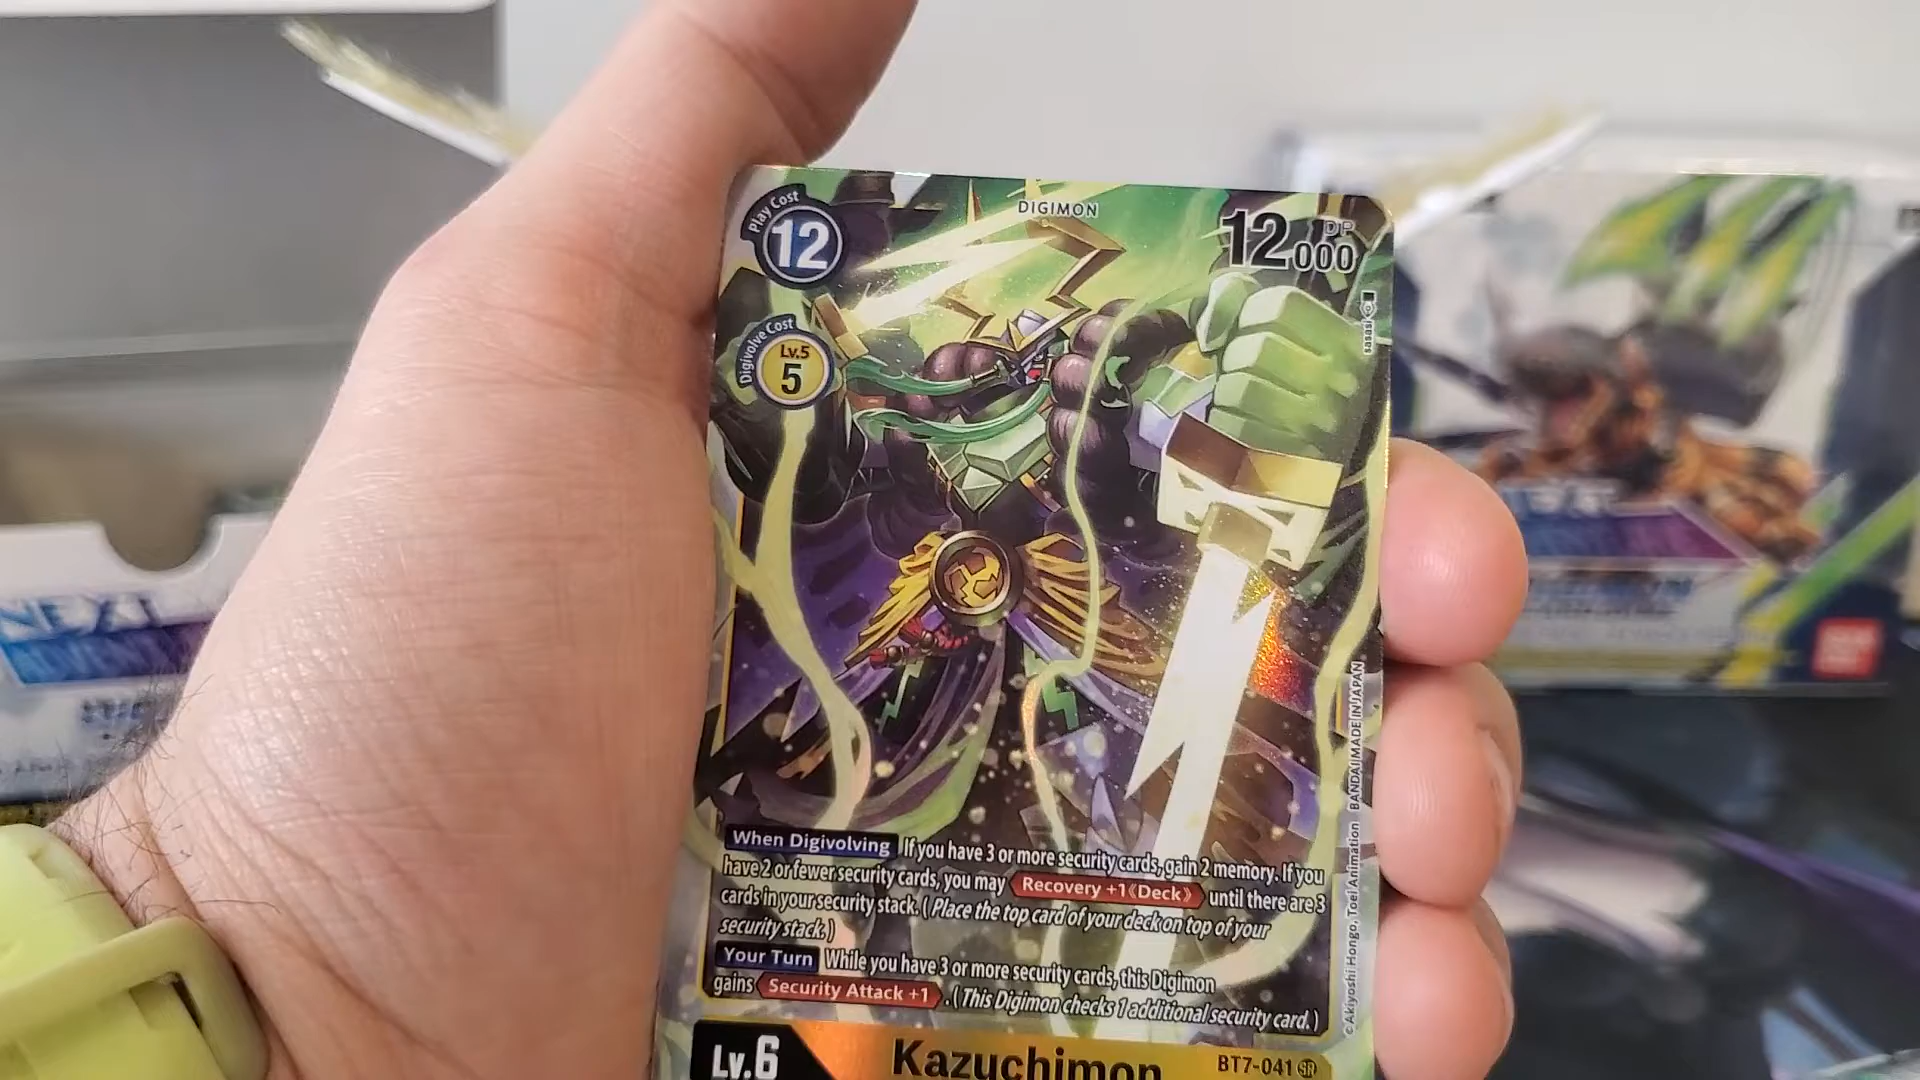 DIGIMON
Play Cost
12
12000
DP
Digivolve Cost
Lv.5
5
sasasi
When Digivolving If you have 3 or more security cards, gain 2 memory. If you
have 2 or fewer security cards, you may Recovery +1《Deck》 until there are 3
cards in your security stack. (Place the top card of your deck on top of your
security stack.)
Your Turn While you have 3 or more security cards, this Digimon
gains Security Attack +1 . (This Digimon checks 1 additional security card.)
©Akiyoshi Hongo, Toei Animation BANDAI MADE IN JAPAN
Lv.6
Kazuchimon
BT7-041 SR
NEXT